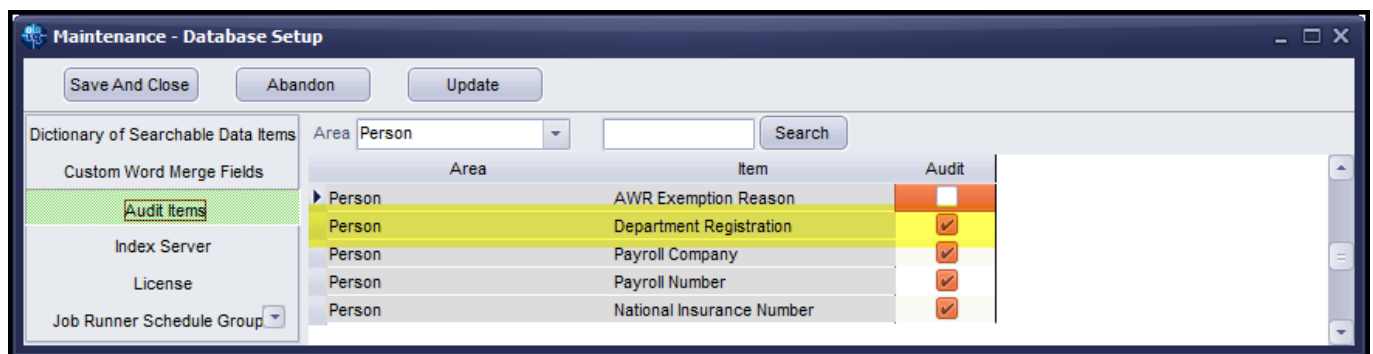 Maintenance - Database Setup
Save And Close Abandon Update
Dictionary of Searchable Data Items
Custom Word Merge Fields
Audit Items
Index Server
License
Job Runner Schedule Group
Area Person Search
Area Item Audit
Person AWR Exemption Reason
Person Department Registration
Person Payroll Company
Person Payroll Number
Person National Insurance Number